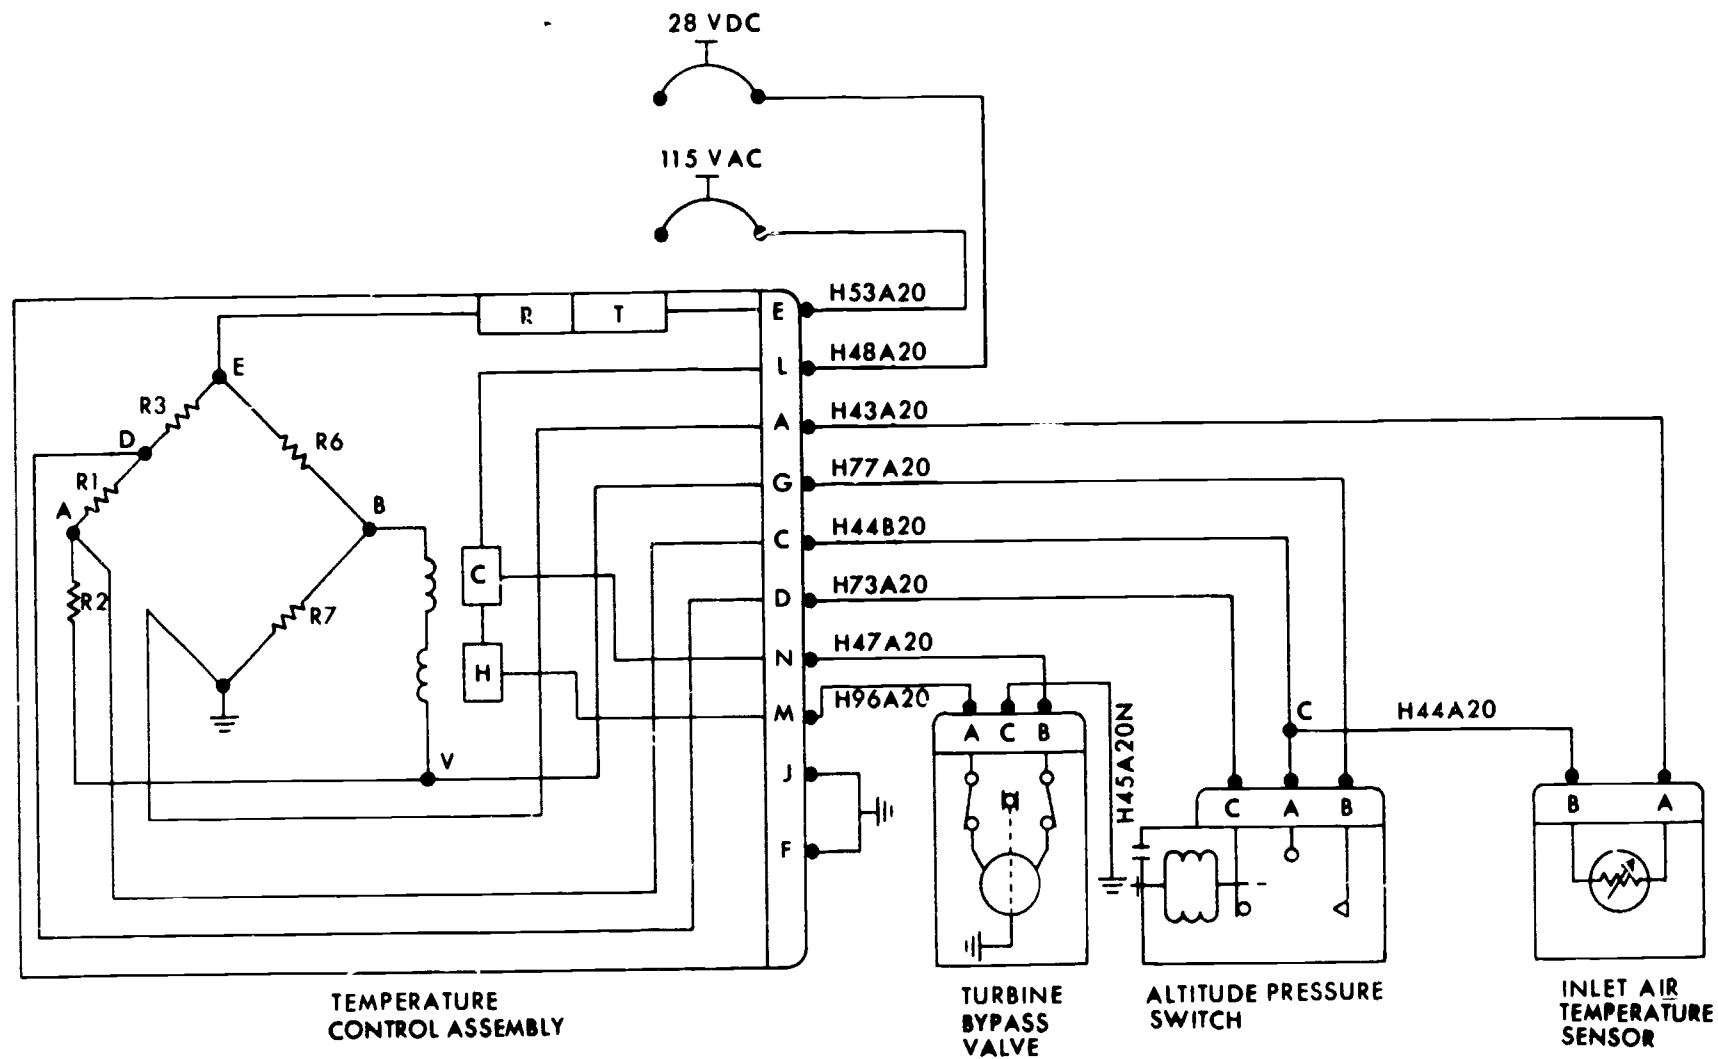 28 VDC
115 VAC
H53A20
R T E
H48A20
L
E
H43A20
A
R3
D
R6
H77A20
G
R1
A
B
H44B20
C
C
H73A20
D
R2
R7
H47A20
N
H
H96A20
M
A C B
H45A20N
C
H44A20
V
J
C A B
B A
F
TEMPERATURE
CONTROL ASSEMBLY
TURBINE
BYPASS
VALVE
ALTITUDE PRESSURE
SWITCH
INLET AIR
TEMPERATURE
SENSOR